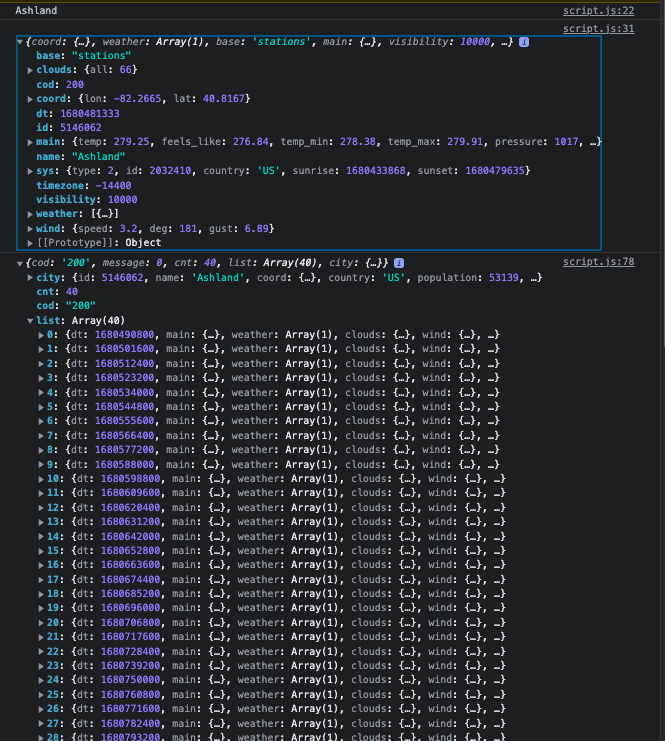 Ashland script.js:22
script.js:31
▼{coord: {…}, weather: Array(1), base: 'stations', main: {…}, visibility: 10000, …} i
base: "stations"
▶clouds: {all: 66}
cod: 200
▶coord: {lon: -82.2665, lat: 40.8167}
dt: 1680481333
id: 5146062
▶main: {temp: 279.25, feels_like: 276.84, temp_min: 278.38, temp_max: 279.91, pressure: 1017, …}
name: "Ashland"
▶sys: {type: 2, id: 2032410, country: 'US', sunrise: 1680433868, sunset: 1680479635}
timezone: -14400
visibility: 10000
▶weather: [{…}]
▶wind: {speed: 3.2, deg: 181, gust: 6.89}
▶[[Prototype]]: Object
▼{cod: '200', message: 0, cnt: 40, list: Array(40), city: {…}} i script.js:78
▶city: {id: 5146062, name: 'Ashland', coord: {…}, country: 'US', population: 53139, …}
cnt: 40
cod: "200"
▼list: Array(40)
▶0: {dt: 1680490800, main: {…}, weather: Array(1), clouds: {…}, wind: {…}, …}
▶1: {dt: 1680501600, main: {…}, weather: Array(1), clouds: {…}, wind: {…}, …}
▶2: {dt: 1680512400, main: {…}, weather: Array(1), clouds: {…}, wind: {…}, …}
▶3: {dt: 1680523200, main: {…}, weather: Array(1), clouds: {…}, wind: {…}, …}
▶4: {dt: 1680534000, main: {…}, weather: Array(1), clouds: {…}, wind: {…}, …}
▶5: {dt: 1680544800, main: {…}, weather: Array(1), clouds: {…}, wind: {…}, …}
▶6: {dt: 1680555600, main: {…}, weather: Array(1), clouds: {…}, wind: {…}, …}
▶7: {dt: 1680566400, main: {…}, weather: Array(1), clouds: {…}, wind: {…}, …}
▶8: {dt: 1680577200, main: {…}, weather: Array(1), clouds: {…}, wind: {…}, …}
▶9: {dt: 1680588000, main: {…}, weather: Array(1), clouds: {…}, wind: {…}, …}
▶10: {dt: 1680598800, main: {…}, weather: Array(1), clouds: {…}, wind: {…}, …}
▶11: {dt: 1680609600, main: {…}, weather: Array(1), clouds: {…}, wind: {…}, …}
▶12: {dt: 1680620400, main: {…}, weather: Array(1), clouds: {…}, wind: {…}, …}
▶13: {dt: 1680631200, main: {…}, weather: Array(1), clouds: {…}, wind: {…}, …}
▶14: {dt: 1680642000, main: {…}, weather: Array(1), clouds: {…}, wind: {…}, …}
▶15: {dt: 1680652800, main: {…}, weather: Array(1), clouds: {…}, wind: {…}, …}
▶16: {dt: 1680663600, main: {…}, weather: Array(1), clouds: {…}, wind: {…}, …}
▶17: {dt: 1680674400, main: {…}, weather: Array(1), clouds: {…}, wind: {…}, …}
▶18: {dt: 1680685200, main: {…}, weather: Array(1), clouds: {…}, wind: {…}, …}
▶19: {dt: 1680696000, main: {…}, weather: Array(1), clouds: {…}, wind: {…}, …}
▶20: {dt: 1680706800, main: {…}, weather: Array(1), clouds: {…}, wind: {…}, …}
▶21: {dt: 1680717600, main: {…}, weather: Array(1), clouds: {…}, wind: {…}, …}
▶22: {dt: 1680728400, main: {…}, weather: Array(1), clouds: {…}, wind: {…}, …}
▶23: {dt: 1680739200, main: {…}, weather: Array(1), clouds: {…}, wind: {…}, …}
▶24: {dt: 1680750000, main: {…}, weather: Array(1), clouds: {…}, wind: {…}, …}
▶25: {dt: 1680760800, main: {…}, weather: Array(1), clouds: {…}, wind: {…}, …}
▶26: {dt: 1680771600, main: {…}, weather: Array(1), clouds: {…}, wind: {…}, …}
▶27: {dt: 1680782400, main: {…}, weather: Array(1), clouds: {…}, wind: {…}, …}
▶28: {dt: 1680793200, main: {…}, weather: Array(1), clouds: {…}, wind: {…}, …}